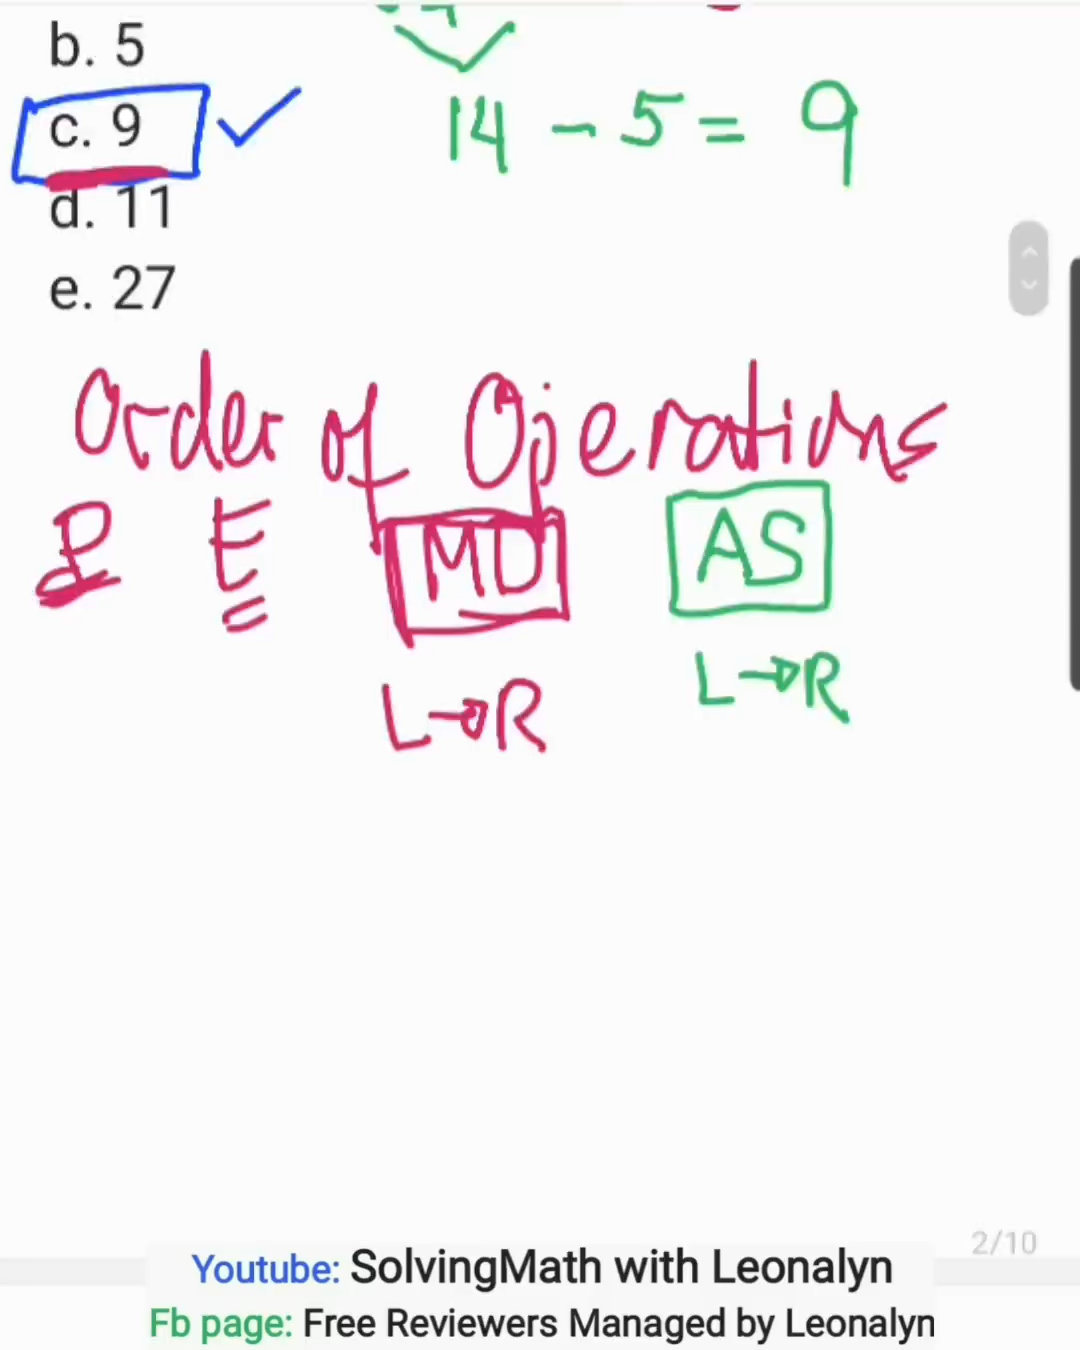 b. 5
14 - 5 = 9
c. 9
d. 11
e. 27
Order of Operations
P E MD AS
L→R L→R
2/10
Youtube: SolvingMath with Leonalyn
Fb page: Free Reviewers Managed by Leonalyn